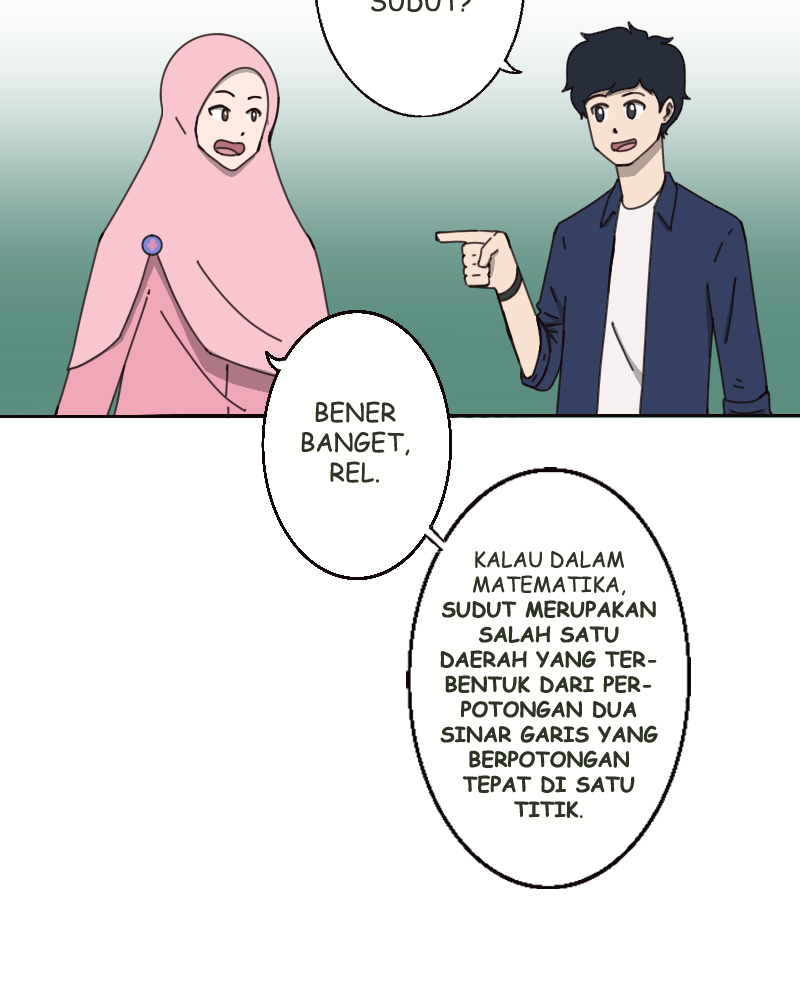 SUDUT?
BENER
BANGET,
REL.
KALAU DALAM
MATEMATIKA,
SUDUT MERUPAKAN
SALAH SATU
DAERAH YANG TER-
BENTUK DARI PER-
POTONGAN DUA
SINAR GARIS YANG
BERPOTONGAN
TEPAT DI SATU
TITIK.